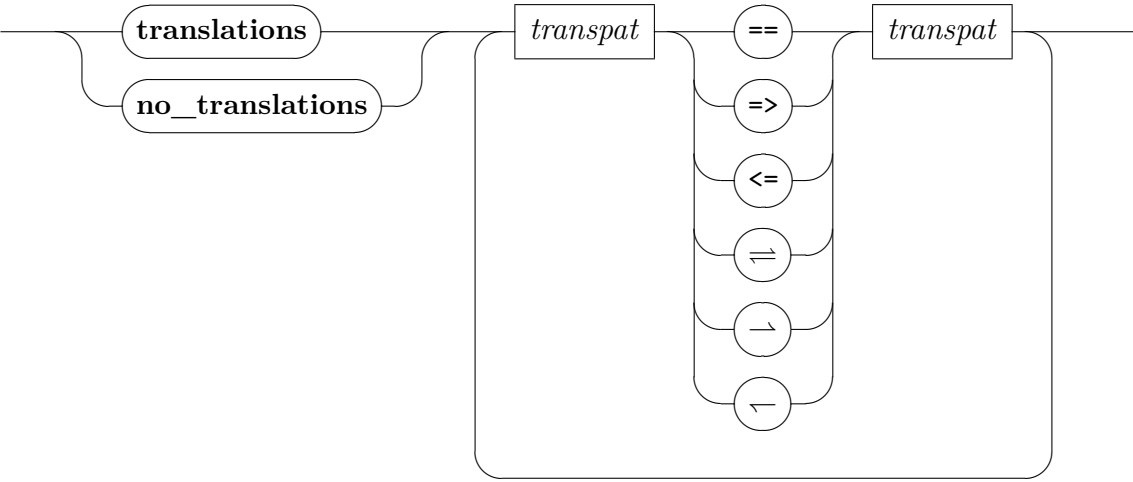 translations transpat == transpat
no_translations =>
<=
⇌
⇀
↽